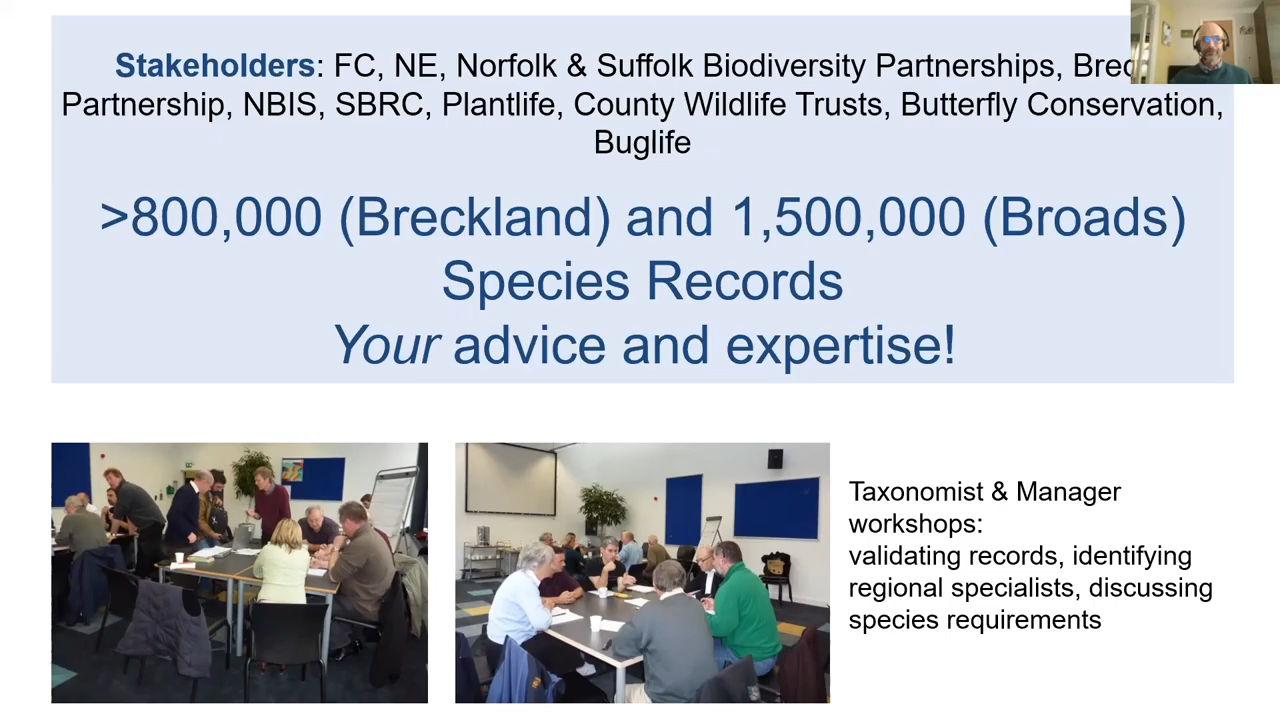 Stakeholders: FC, NE, Norfolk & Suffolk Biodiversity Partnerships,
Partnership, NBIS, SBRC, Plantlife, County Wildlife Trusts, Butterfly Conservation,
Buglife
>800,000 (Breckland) and 1,500,000 (Broads)
Species Records
Your advice and expertise!
Taxonomist & Manager
workshops:
validating records, identifying
regional specialists, discussing
species requirements